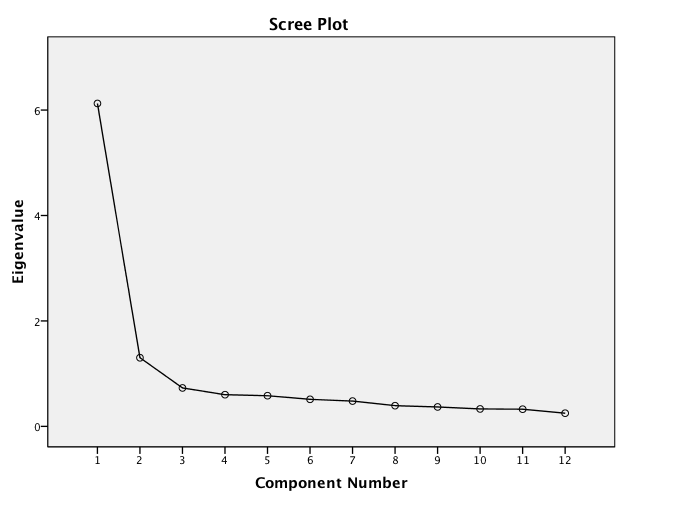 Scree Plot
Eigenvalue
6
4
2
0
1 2 3 4 5 6 7 8 9 10 11 12
Component Number